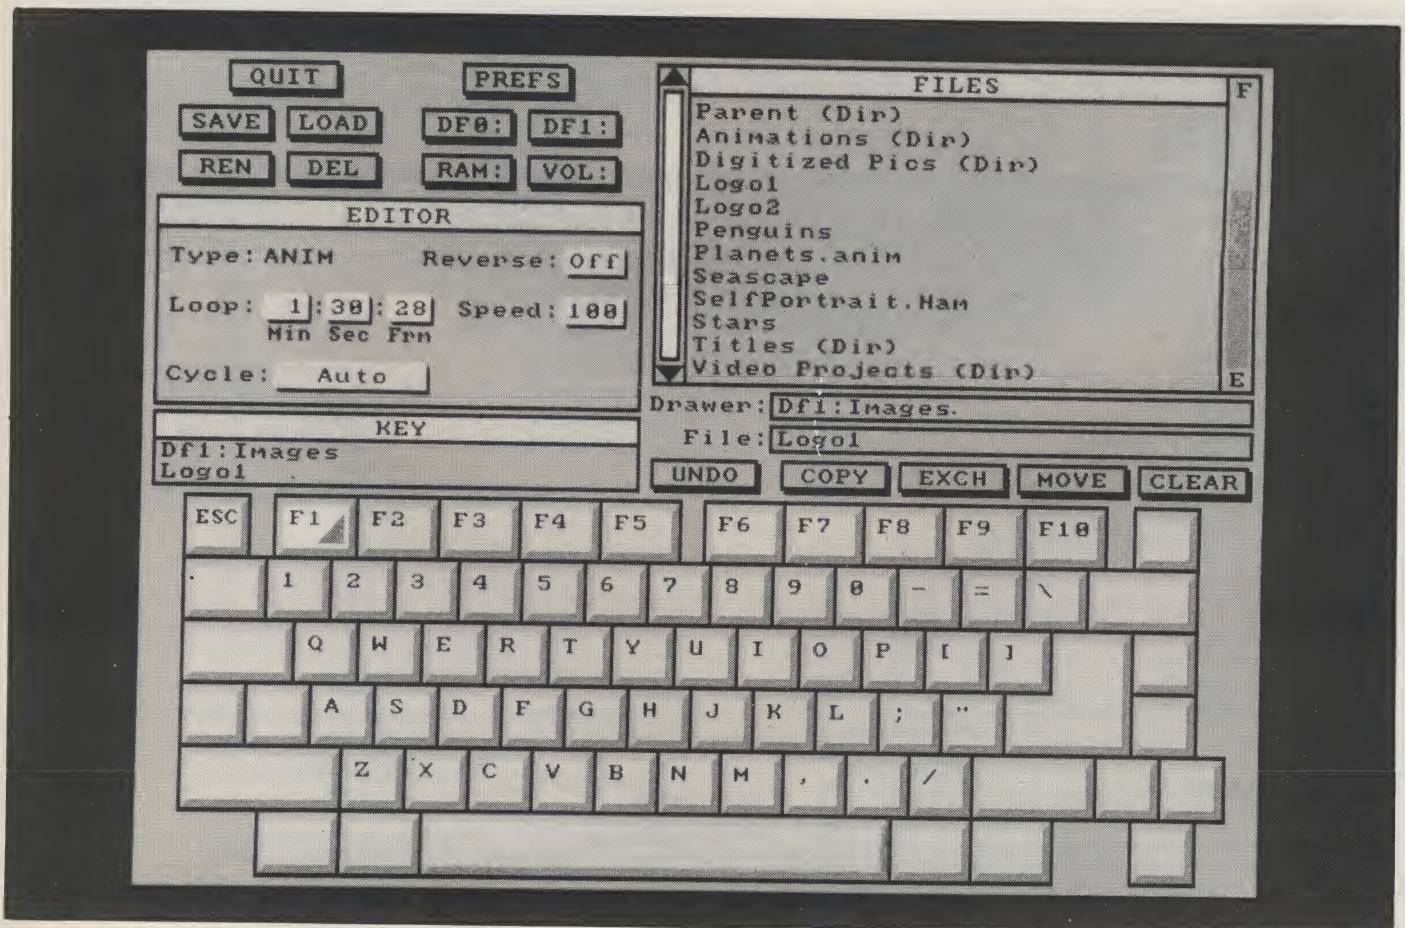 QUIT
PREFS
SAVE LOAD DF0: DF1:
REN DEL RAM: VOL:
EDITOR
Type: ANIM Reverse: Off
Loop: 1 : 30 : 28 Speed: 100
Min Sec Frm
Cycle: Auto
KEY
Df1:Images
Logo1
FILES
F
Parent (Dir)
Animations (Dir)
Digitized Pics (Dir)
Logo1
Logo2
Penguins
Planets.anim
Seascape
SelfPortrait.Ham
Stars
Titles (Dir)
Video Projects (Dir)
E
Drawer: Df1:Images
File: Logo1
UNDO COPY EXCH MOVE CLEAR
ESC F1 F2 F3 F4 F5 F6 F7 F8 F9 F10
` 1 2 3 4 5 6 7 8 9 0 - = \
Q W E R T Y U I O P [ ]
A S D F G H J K L ; "
Z X C V B N M , . /